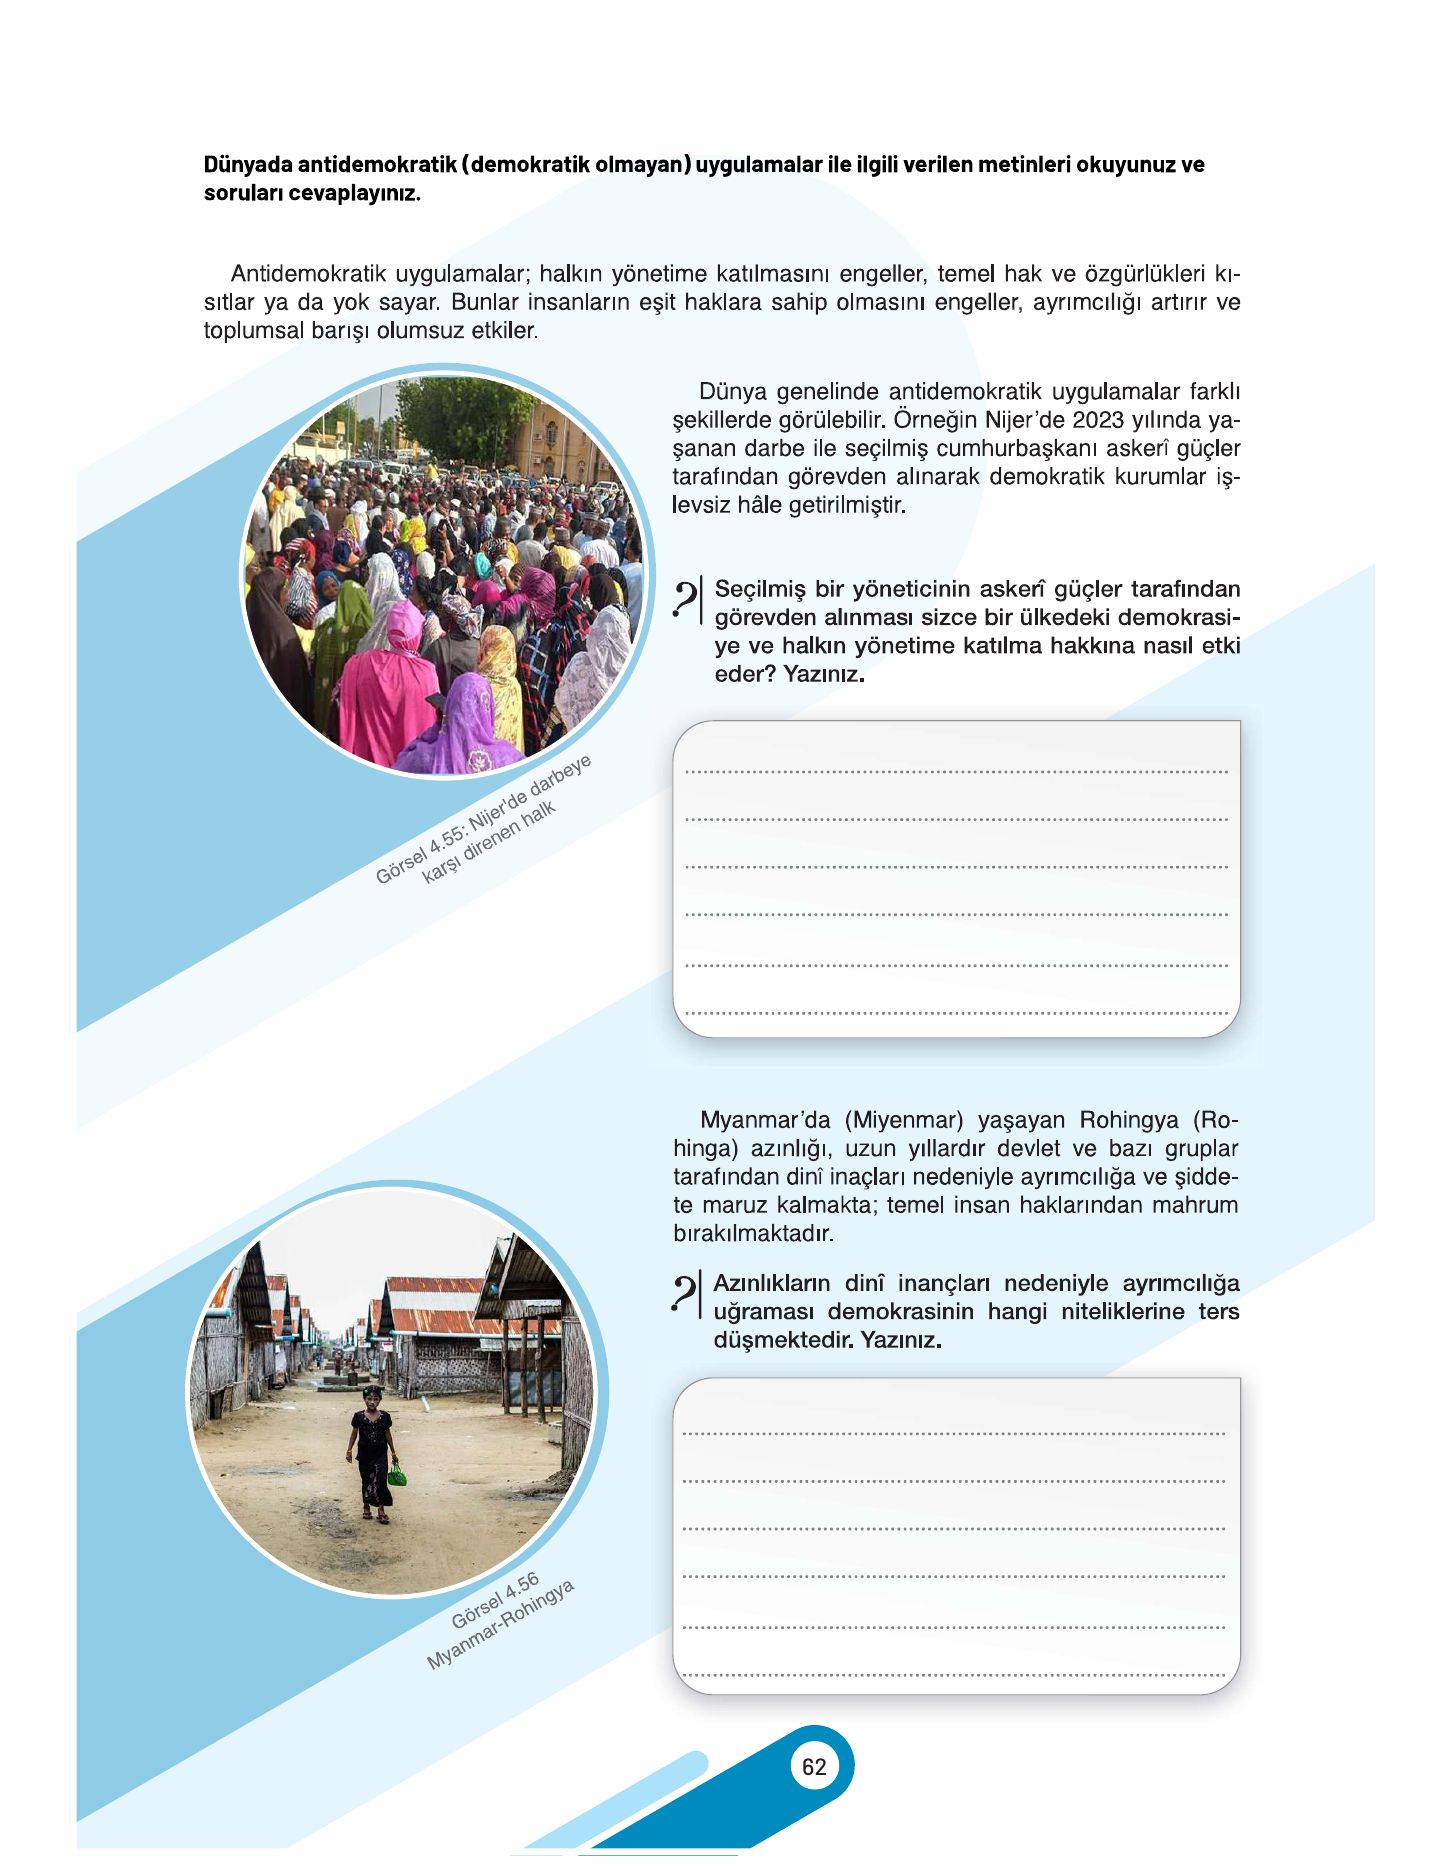 Dünyada antidemokratik (demokratik olmayan) uygulamalar ile ilgili verilen metinleri okuyunuz ve
soruları cevaplayınız.
Antidemokratik uygulamalar; halkın yönetime katılmasını engeller, temel hak ve özgürlükleri kı-
sıtlar ya da yok sayar. Bunlar insanların eşit haklara sahip olmasını engeller, ayrımcılığı artırır ve
toplumsal barışı olumsuz etkiler.
Dünya genelinde antidemokratik uygulamalar farklı
şekillerde görülebilir. Örneğin Nijer’de 2023 yılında ya-
şanan darbe ile seçilmiş cumhurbaşkanı askerî güçler
tarafından görevden alınarak demokratik kurumlar iş-
levsiz hâle getirilmiştir.
? Seçilmiş bir yöneticinin askerî güçler tarafından
görevden alınması sizce bir ülkedeki demokrasi-
ye ve halkın yönetime katılma hakkına nasıl etki
eder? Yazınız.
Görsel 4.55: Nijer'de darbeye
karşı direnen halk
Myanmar’da (Miyenmar) yaşayan Rohingya (Ro-
hinga) azınlığı, uzun yıllardır devlet ve bazı gruplar
tarafından dinî inaçları nedeniyle ayrımcılığa ve şidde-
te maruz kalmakta; temel insan haklarından mahrum
bırakılmaktadır.
? Azınlıkların dinî inançları nedeniyle ayrımcılığa
uğraması demokrasinin hangi niteliklerine ters
düşmektedir. Yazınız.
Görsel 4.56
Myanmar-Rohingya
62